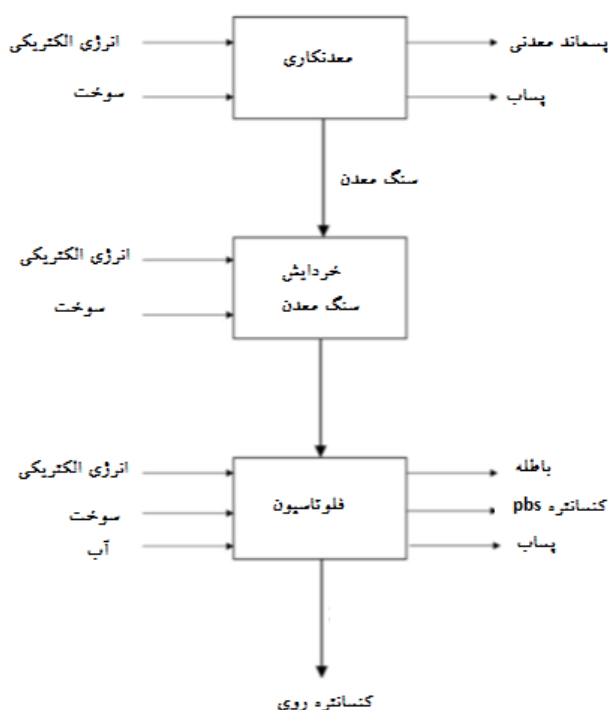 انرژی الکتریکی
سوخت
معدنکاری
پسماند معدنی
پساب
سنگ معدن
انرژی الکتریکی
سوخت
خردایش
سنگ معدن
انرژی الکتریکی
سوخت
آب
فلوتاسیون
باطله
کنسانتره pbs
پساب
کنسانتره روی